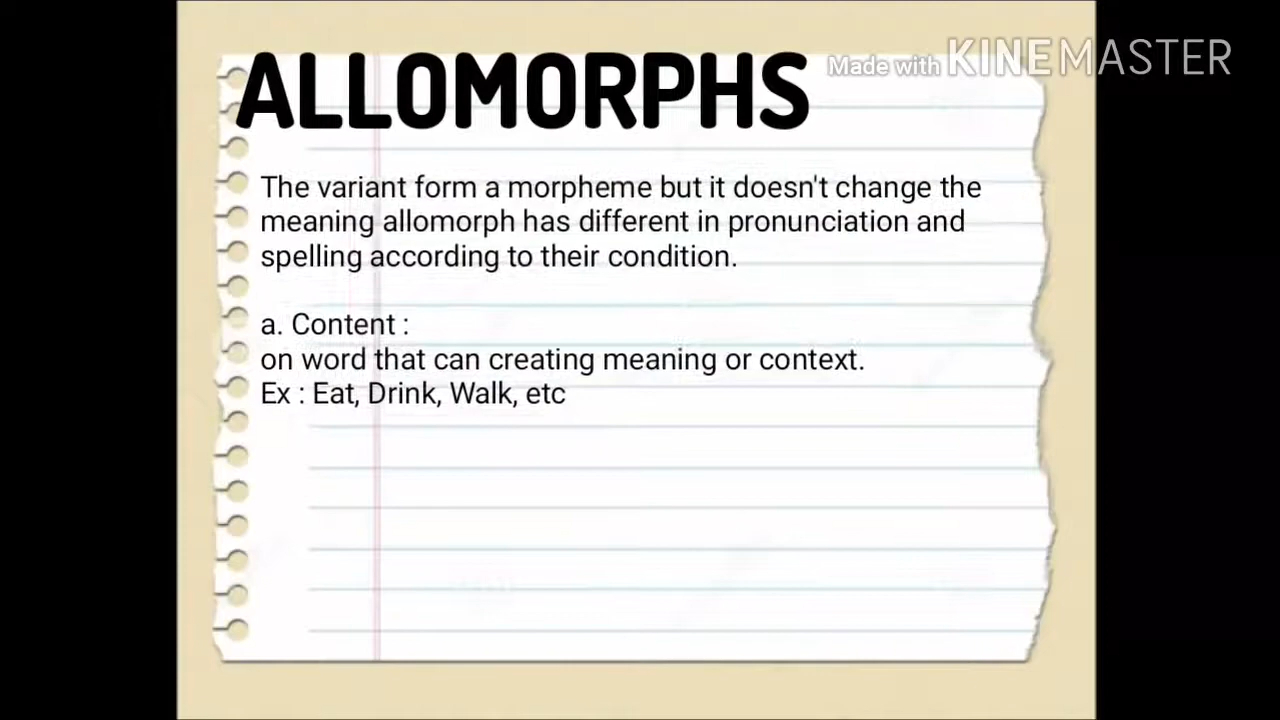 ALLOMORPHS
Made with KINEMASTER
The variant form a morpheme but it doesn't change the
meaning allomorph has different in pronunciation and
spelling according to their condition.
a. Content :
on word that can creating meaning or context.
Ex : Eat, Drink, Walk, etc